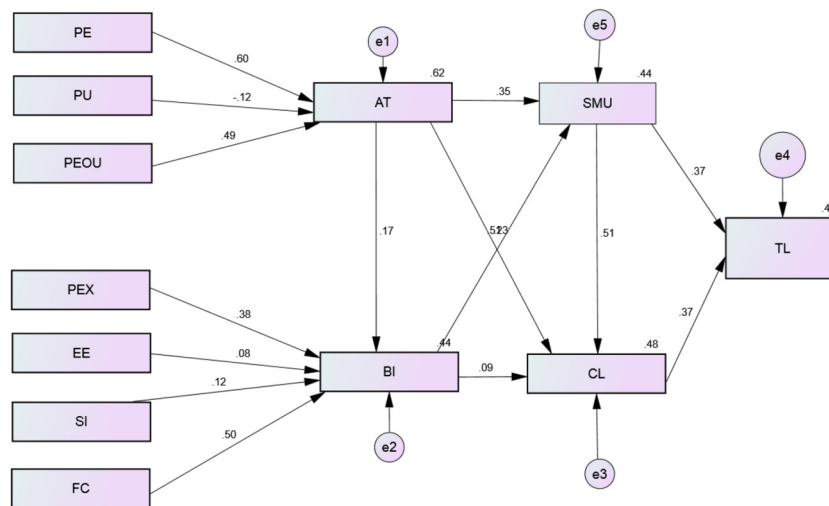 PE
.60
PU
-.12
PEOU
.49
e1
.62
AT
.35
e5
.44
SMU
.37
e4
TL
.17
.51
PEX
.38
EE
.08
SI
.12
FC
.50
.44
BI
.09
e2
.48
CL
.37
e3